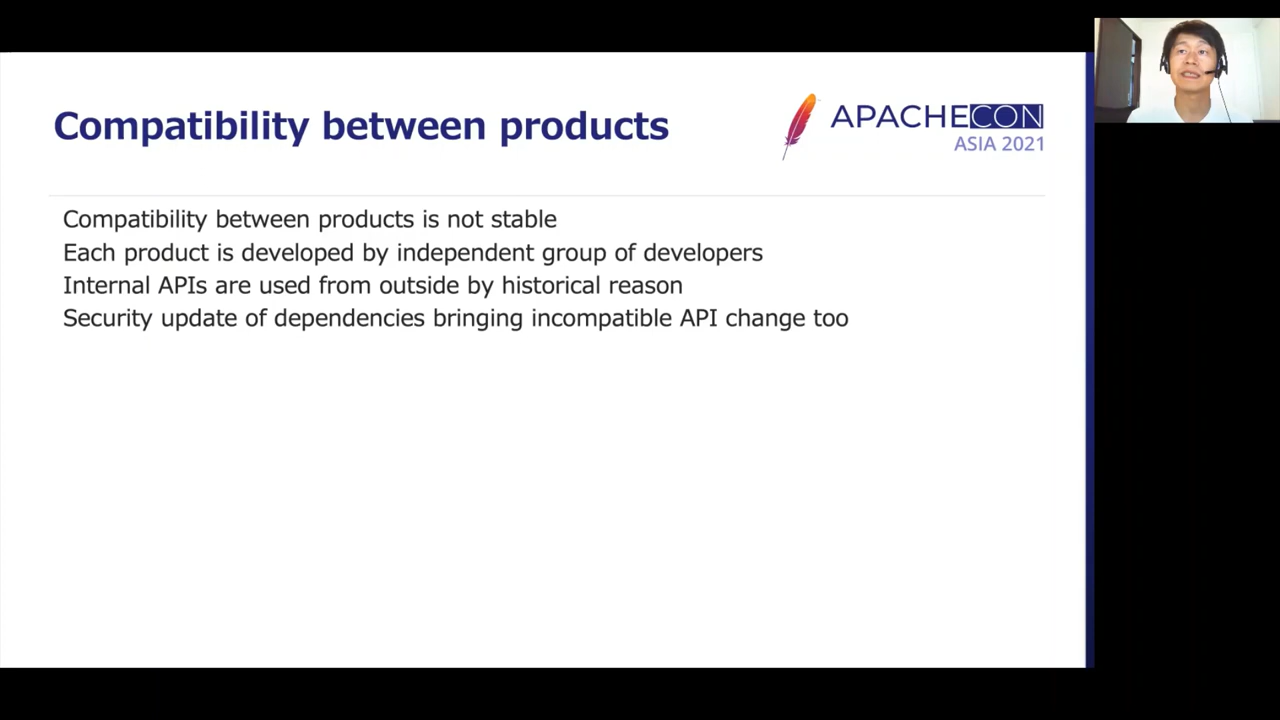 Compatibility between products
APACHECON
ASIA 2021
Compatibility between products is not stable
Each product is developed by independent group of developers
Internal APIs are used from outside by historical reason
Security update of dependencies bringing incompatible API change too